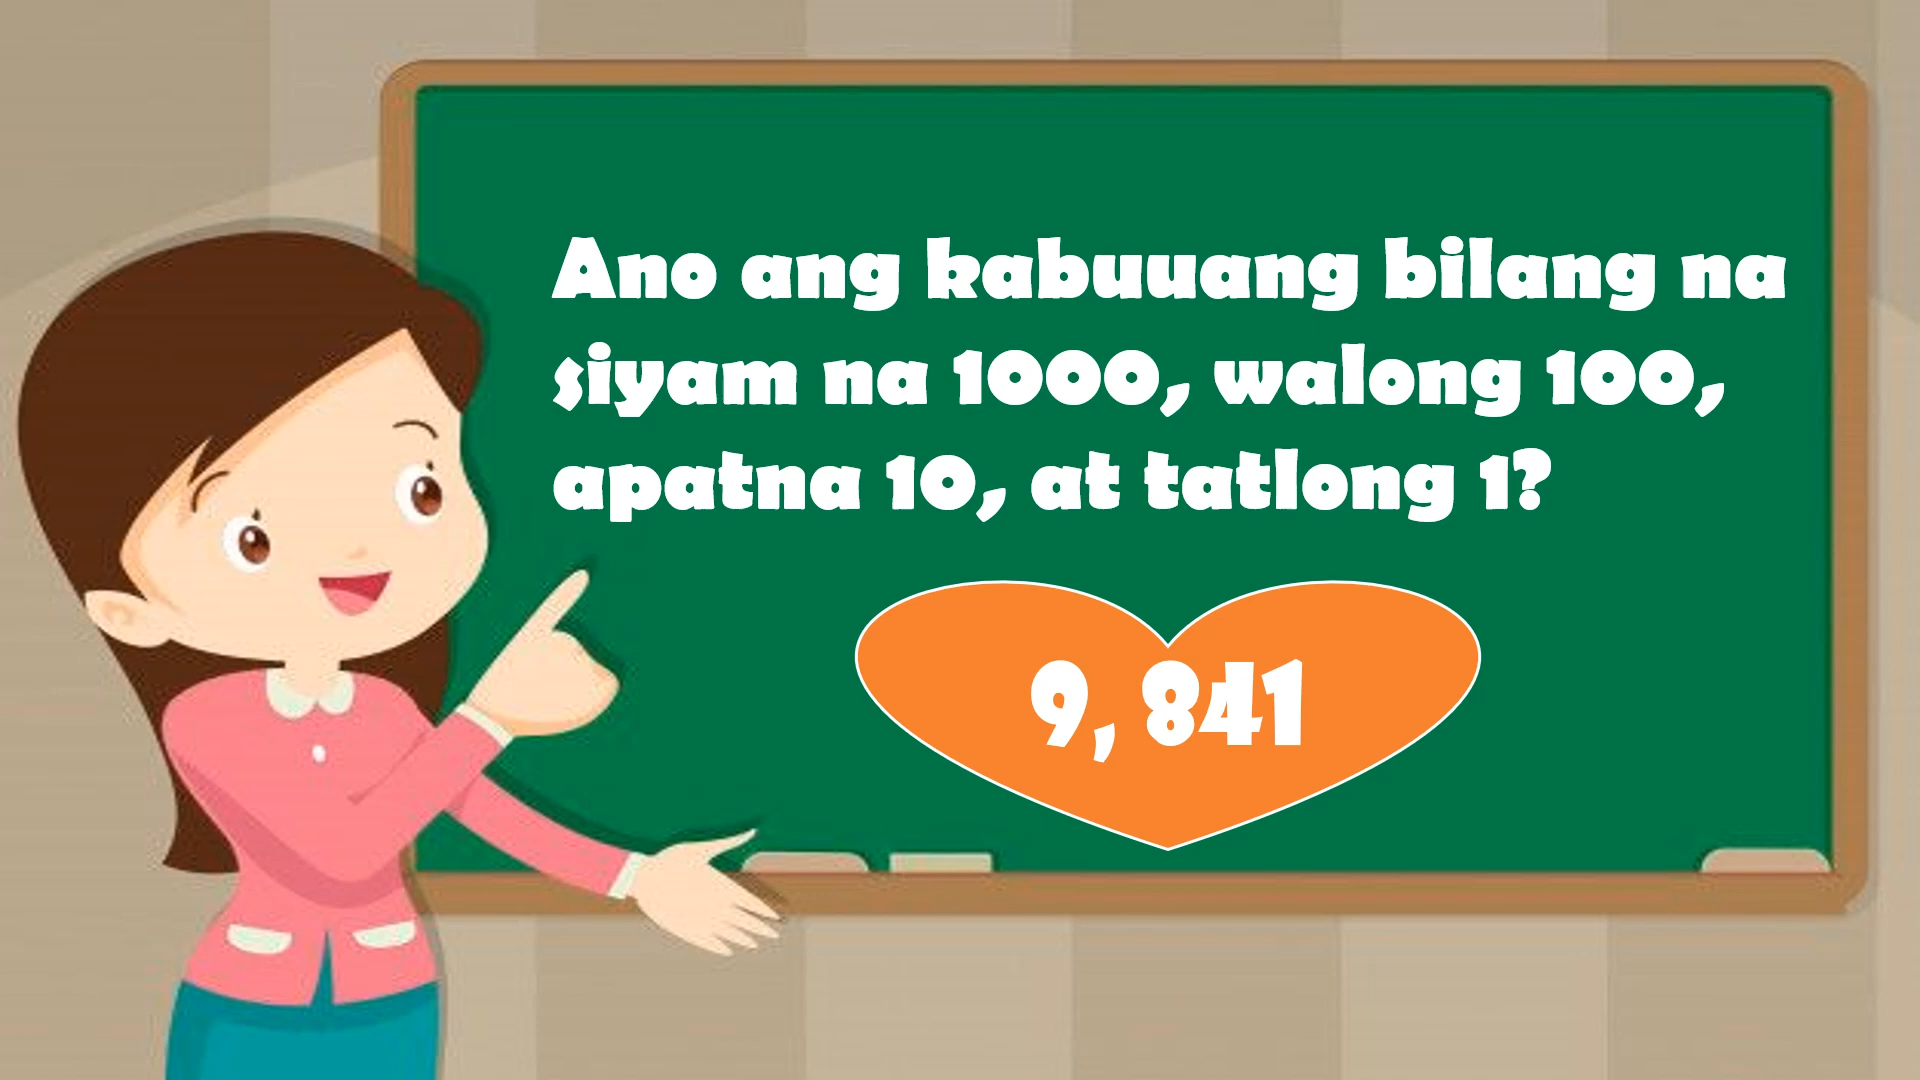 Ano ang kabuuang bilang na
siyam na 1000, walong 100,
apatna 10, at tatlong 1?
9, 841